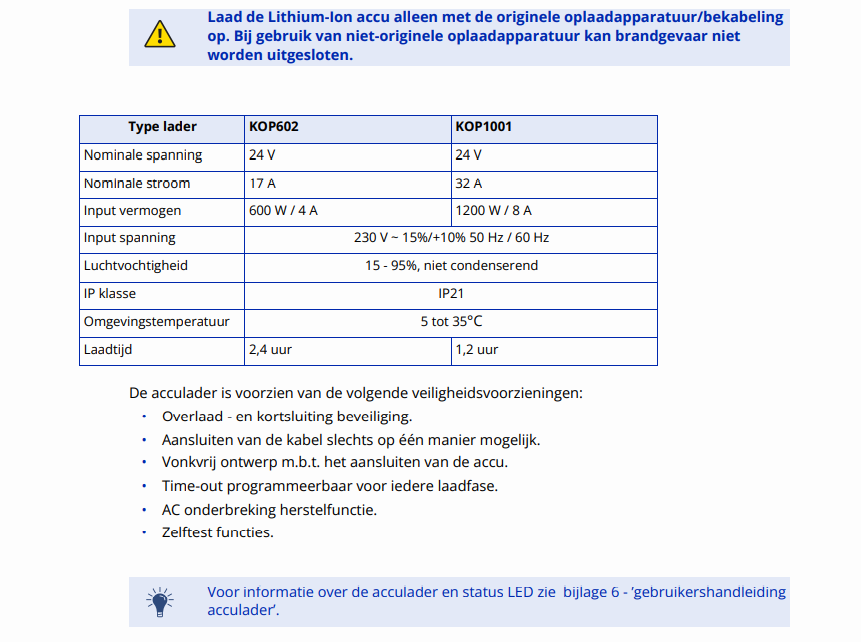 Laad de Lithium-Ion accu alleen met de originele oplaadapparatuur/bekabeling
op. Bij gebruik van niet-originele oplaadapparatuur kan brandgevaar niet
worden uitgesloten.
Type lader KOP602 KOP1001
Nominale spanning 24 V 24 V
Nominale stroom 17 A 32 A
Input vermogen 600 W / 4 A 1200 W / 8 A
Input spanning 230 V ~ 15%/+10% 50 Hz / 60 Hz
Luchtvochtigheid 15 - 95%, niet condenserend
IP klasse IP21
Omgevingstemperatuur 5 tot 35°C
Laadtijd 2,4 uur 1,2 uur
De acculader is voorzien van de volgende veiligheidsvoorzieningen:
· Overlaad - en kortsluiting beveiliging.
· Aansluiten van de kabel slechts op één manier mogelijk.
· Vonkvrij ontwerp m.b.t. het aansluiten van de accu.
· Time-out programmeerbaar voor iedere laadfase.
· AC onderbreking herstelfunctie.
· Zelftest functies.
Voor informatie over de acculader en status LED zie bijlage 6 - ‘gebruikershandleiding
acculader’.